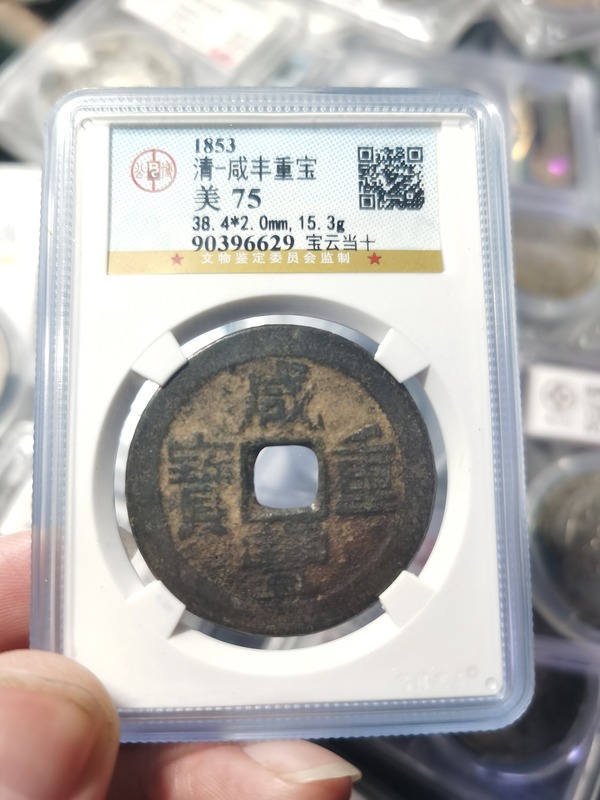 1853
清-咸丰重宝
美 75
38.4*2.0mm,15.3g
90396629 宝云当十
★ 文物鉴定委员会监制 ★
咸
寶 重
豐